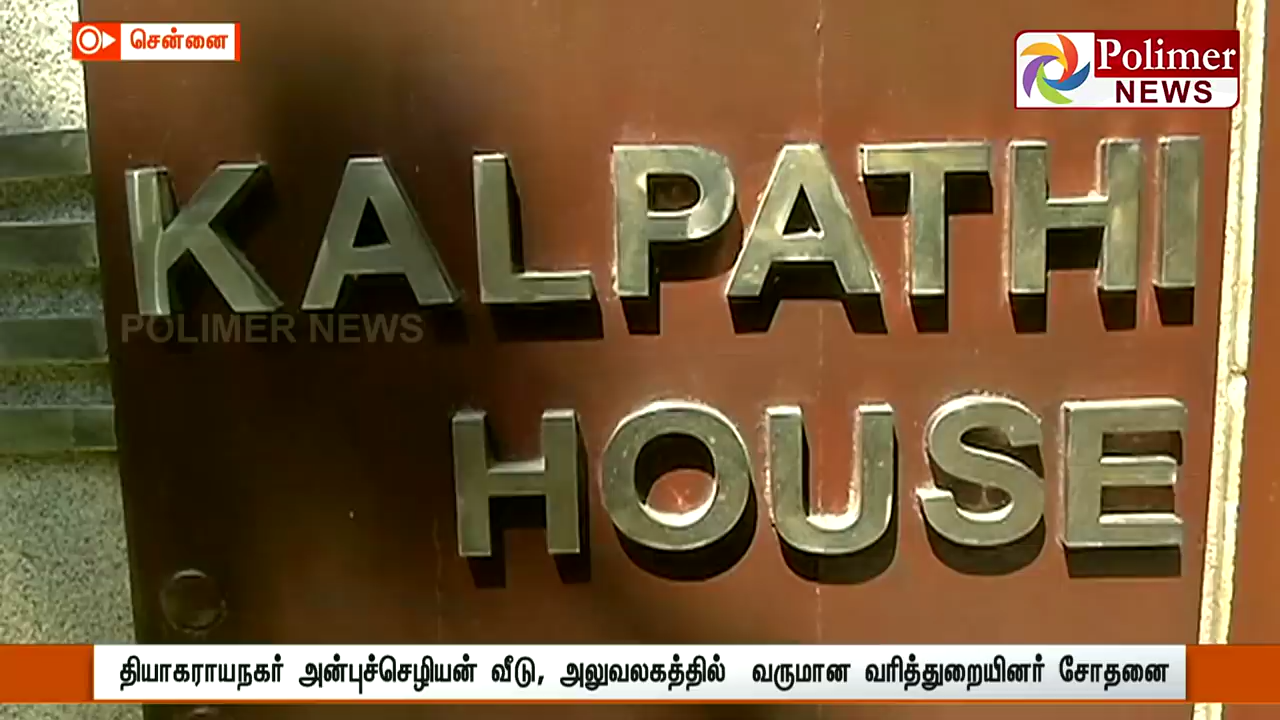 சென்னை
Polimer
NEWS
KALPATHI
POLIMER NEWS
HOUSE
தியாகராயநகர் அன்புச்செழியன் வீடு, அலுவலகத்தில் வருமான வரித்துறையினர் சோதனை